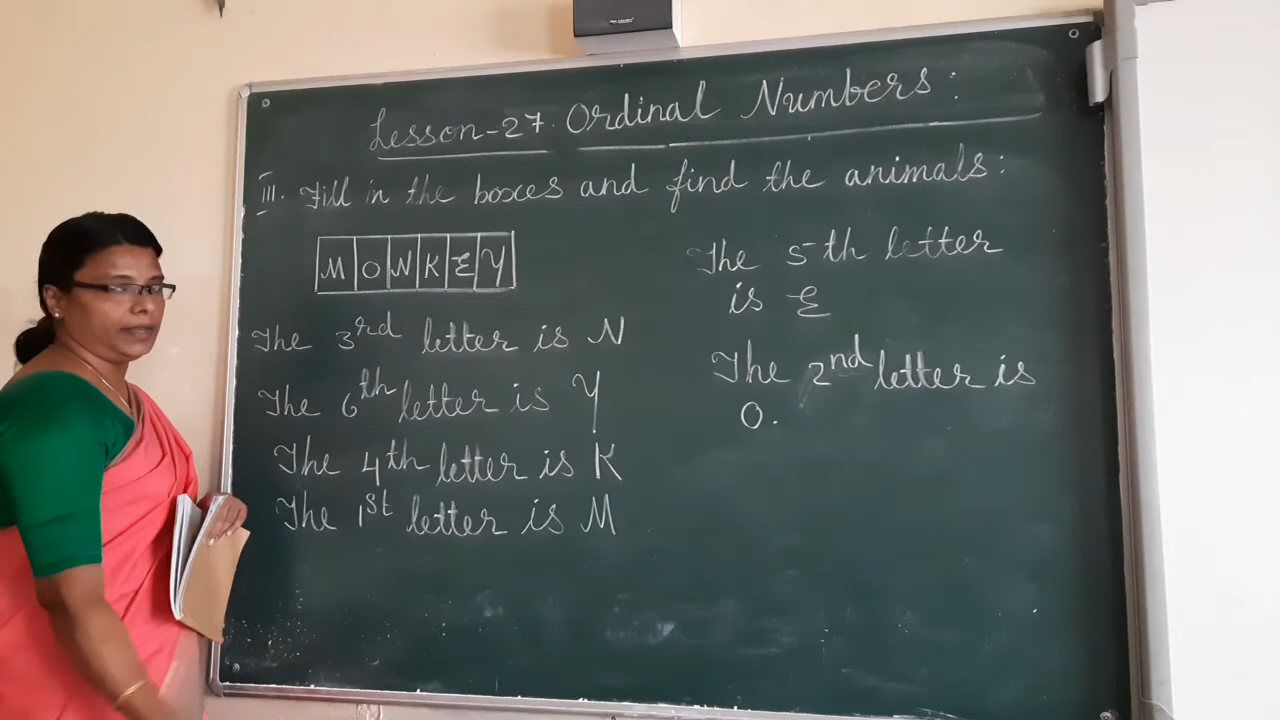 Lesson-27. Ordinal Numbers:
III. Fill in the boxes and find the animals:
M O N K E Y
The 3rd letter is N
The 6th letter is Y
The 4th letter is K
The 1st letter is M
The 5th letter
is E
The 2nd letter is
O.